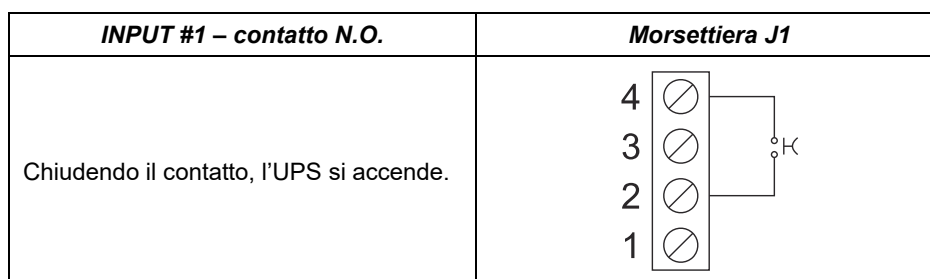 INPUT #1 – contatto N.O.
Morsettiera J1
Chiudendo il contatto, l’UPS si accende.
4
3
2
1